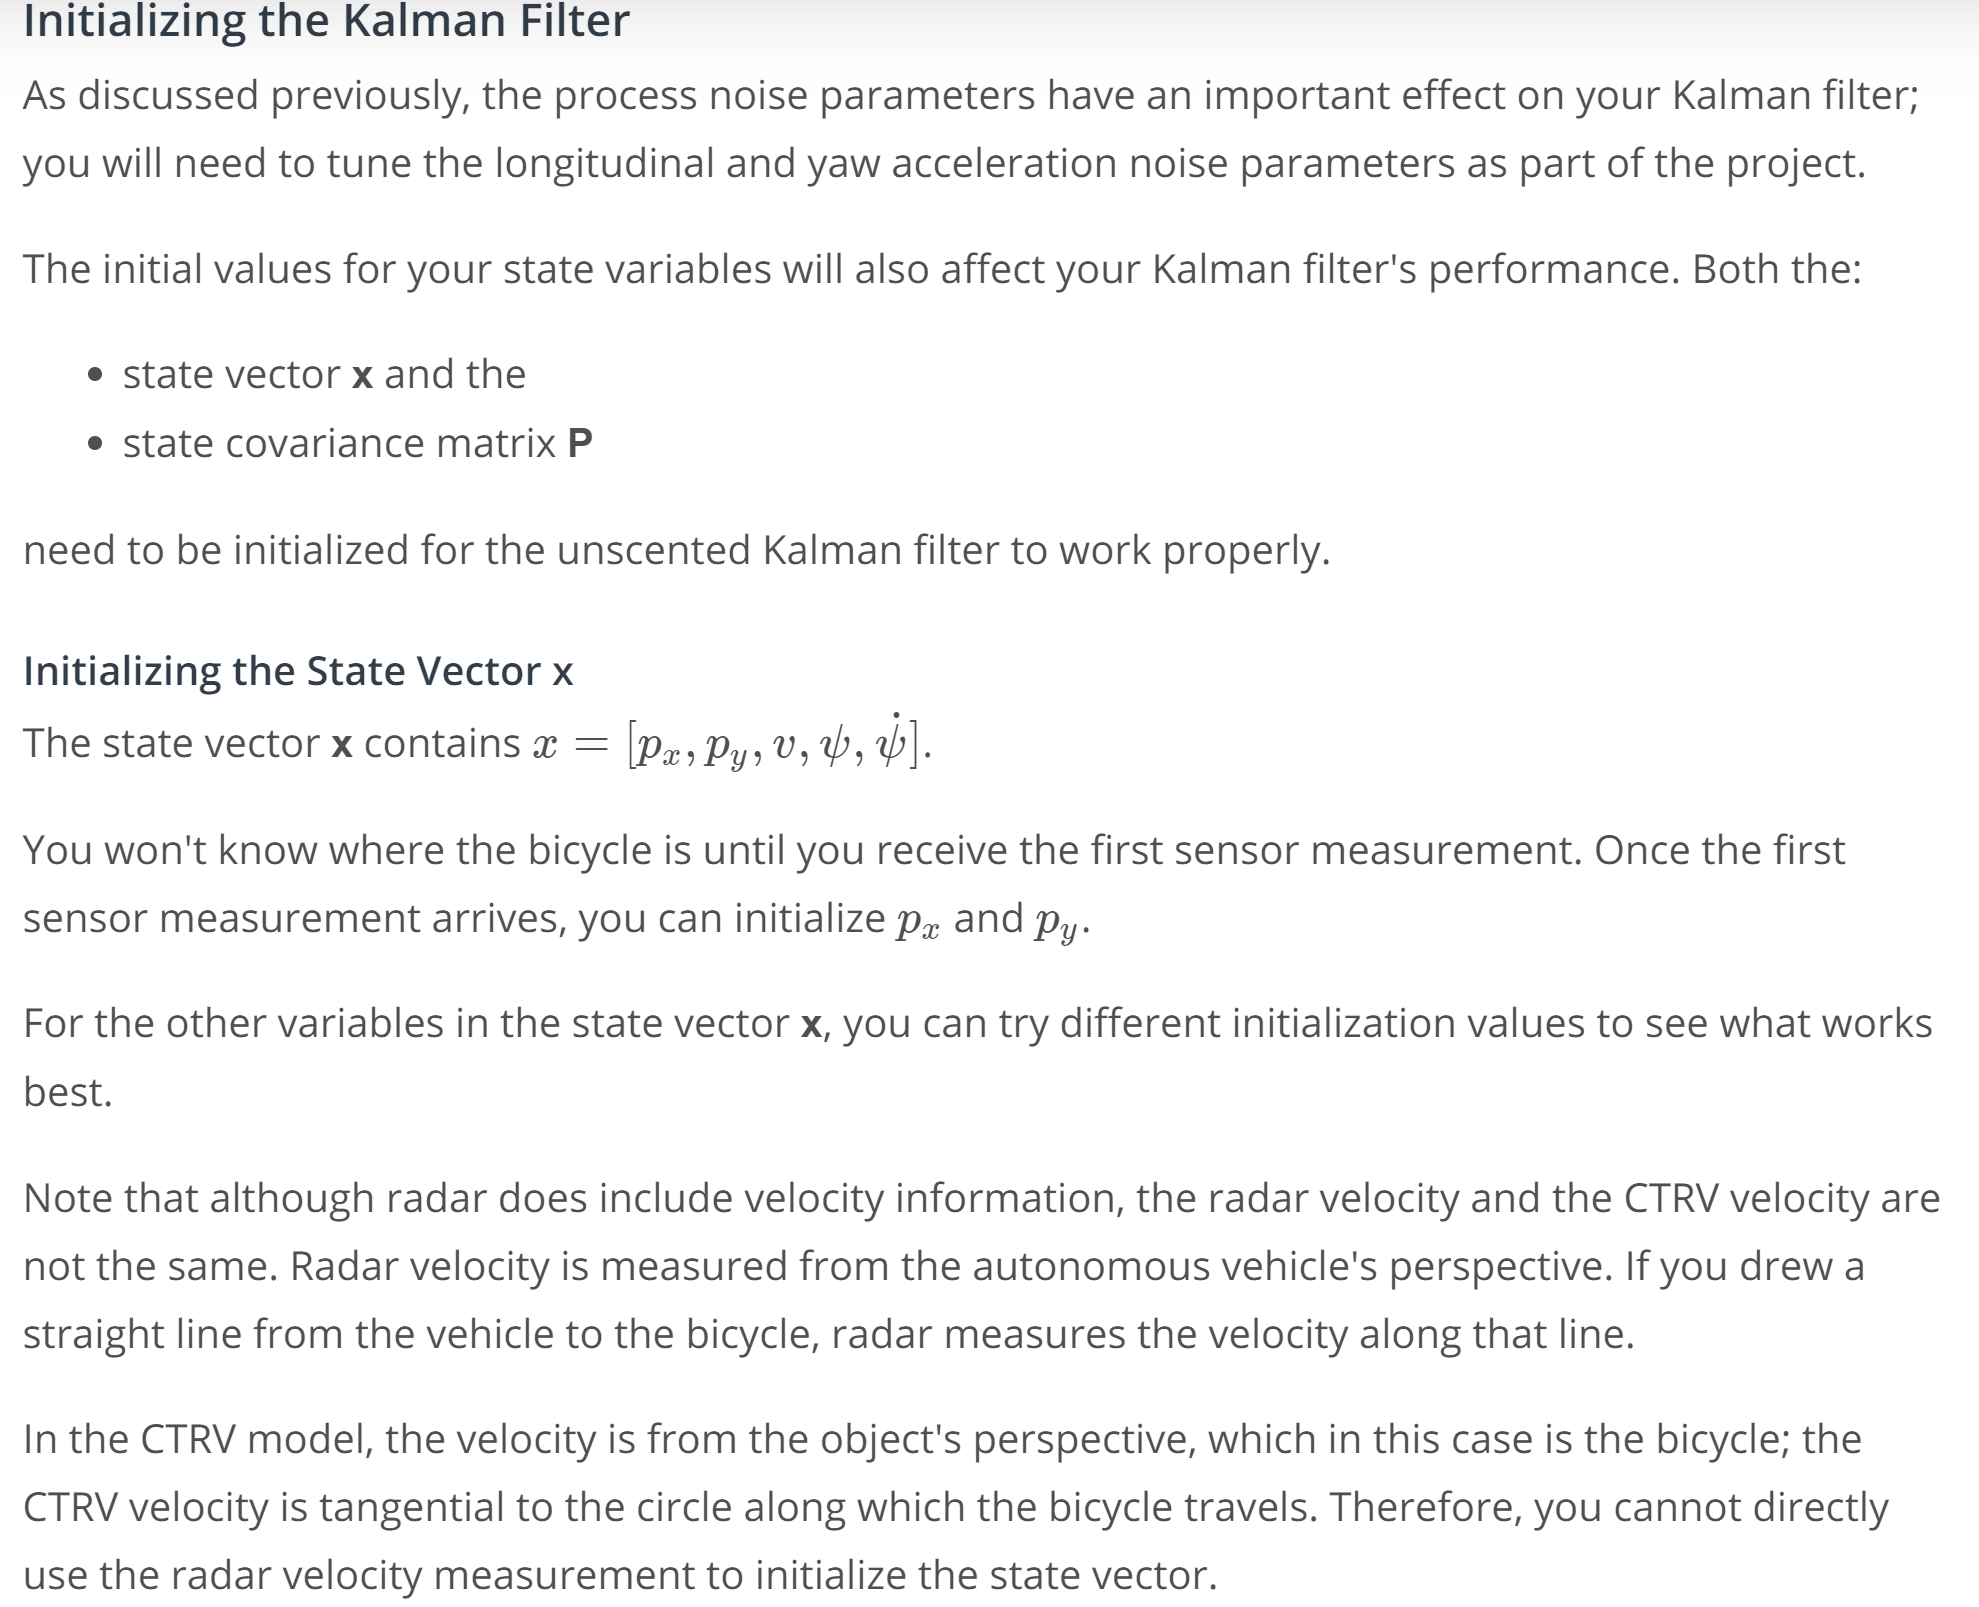 Initializing the Kalman Filter
As discussed previously, the process noise parameters have an important effect on your Kalman filter;
you will need to tune the longitudinal and yaw acceleration noise parameters as part of the project.
The initial values for your state variables will also affect your Kalman filter's performance. Both the:
• state vector x and the
• state covariance matrix P
need to be initialized for the unscented Kalman filter to work properly.
Initializing the State Vector x
The state vector x contains x = [pₓ, p_y, v, ψ, ψ̇].
You won't know where the bicycle is until you receive the first sensor measurement. Once the first
sensor measurement arrives, you can initialize pₓ and p_y.
For the other variables in the state vector x, you can try different initialization values to see what works
best.
Note that although radar does include velocity information, the radar velocity and the CTRV velocity are
not the same. Radar velocity is measured from the autonomous vehicle's perspective. If you drew a
straight line from the vehicle to the bicycle, radar measures the velocity along that line.
In the CTRV model, the velocity is from the object's perspective, which in this case is the bicycle; the
CTRV velocity is tangential to the circle along which the bicycle travels. Therefore, you cannot directly
use the radar velocity measurement to initialize the state vector.